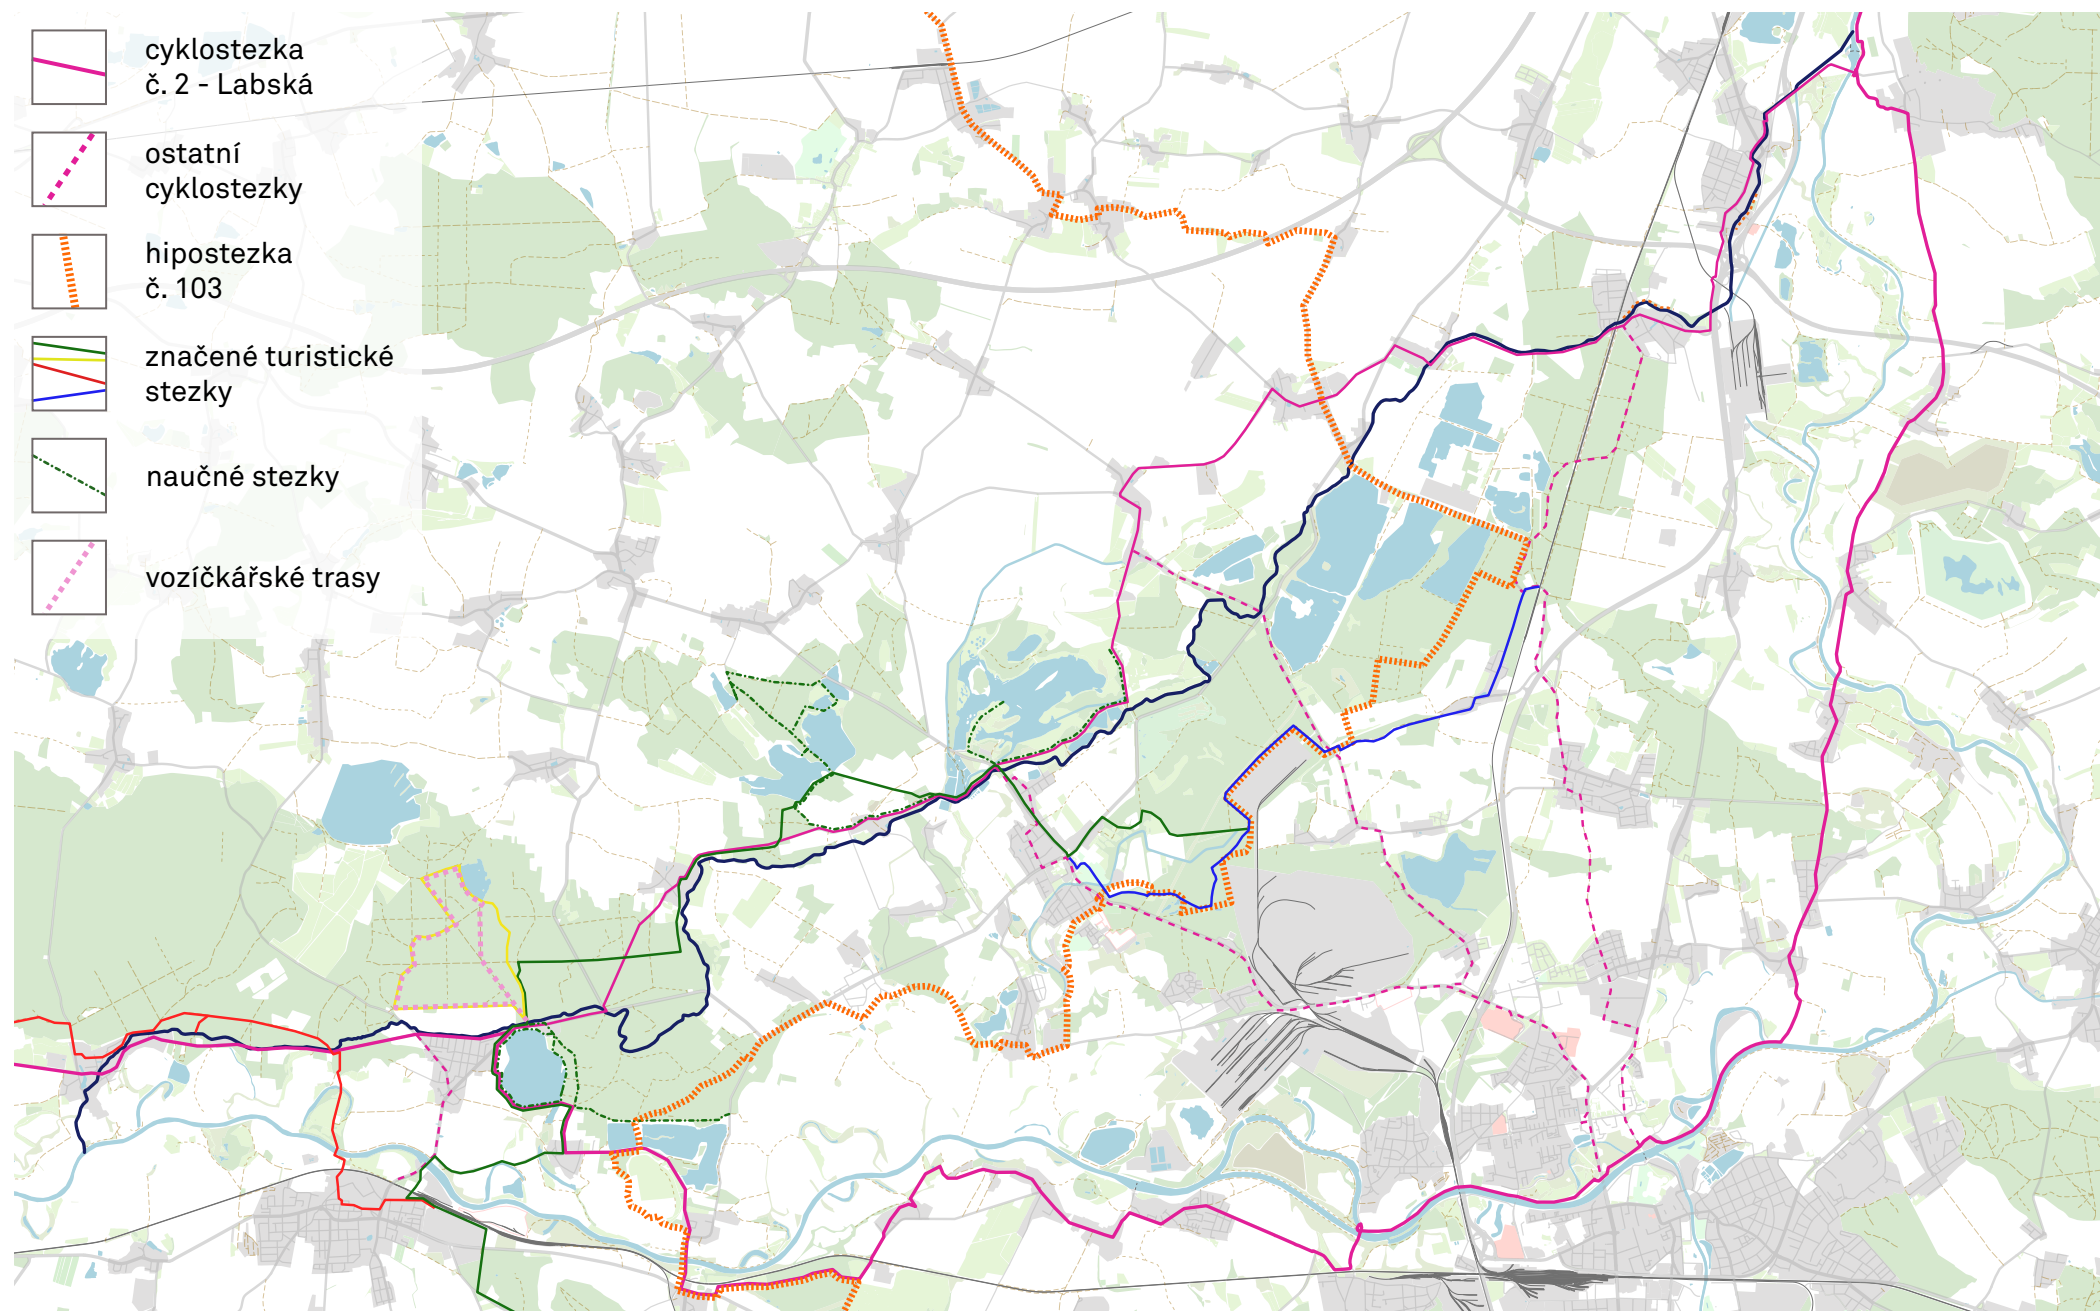 cyklostezka
č. 2 - Labská
ostatní
cyklostezky
hipostezka
č. 103
značené turistické
stezky
naučné stezky
vozíčkářské trasy